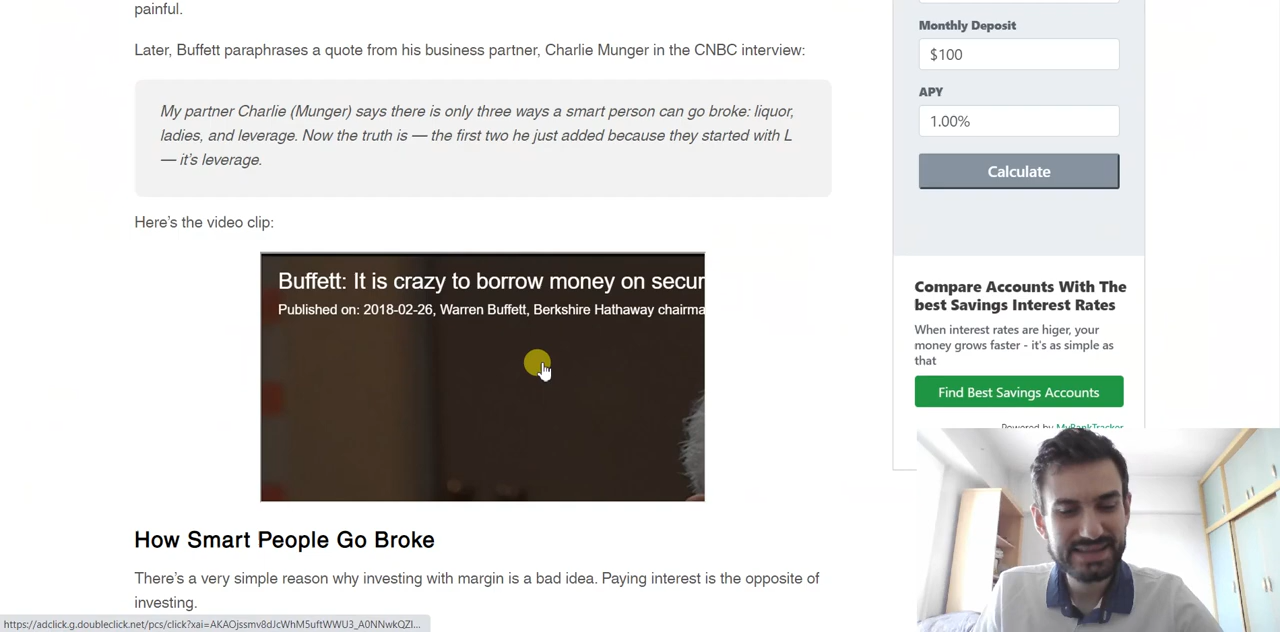 painful.
Later, Buffett paraphrases a quote from his business partner, Charlie Munger in the CNBC interview:
My partner Charlie (Munger) says there is only three ways a smart person can go broke: liquor,
ladies, and leverage. Now the truth is — the first two he just added because they started with L
— it's leverage.
Here's the video clip:
Buffett: It is crazy to borrow money on secur
Published on: 2018-02-26, Warren Buffett, Berkshire Hathaway chairma
How Smart People Go Broke
There's a very simple reason why investing with margin is a bad idea. Paying interest is the opposite of
investing.
https://adclick.g.doubleclick.net/pcs/click?xai=AKAOjssmv8dJcWhM5uftWWU3_A0NNwkQZl...
Monthly Deposit
$100
APY
1.00%
Calculate
Compare Accounts With The
best Savings Interest Rates
When interest rates are higer, your
money grows faster - it's as simple as
that
Find Best Savings Accounts
Powered by MyBankTracker